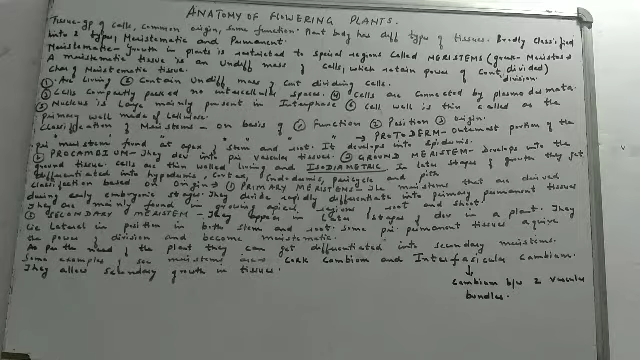 ANATOMY OF FLOWERING PLANTS.
Tissue - gp of cells, common origin, same function. Plant body has diff types of tissues. Broadly classified
into 2 types, Meristematic and Permanent.
Meristematic - Growth in plants is restricted to special regions called MERISTEMS (greek - Meristos
A meristematic tissue is an Undiff mass of cells, which retain power of cont. divided)
Char of Meristematic tissue. division.
① Are living ② Contain Undiff mass of cont dividing cells.
③ Cells compactly packed no intercellular spaces. ④ Cells are connected by plasmodesmata.
⑤ Nucleus is large mainly present in Interphase ⑥ Cell wall is thin called as the
primary wall made of cellulose.
Classification of Meristems - On basis of ① Function ② Position ③ Origin.
→ PROTODERM - Outermost portion of the
pri meristem found at apex of stem and root. It develops into Epidermis.
② PROCAMBIUM - They dev into pri vascular tissues. ③ GROUND MERISTEM - Develops into the
ground tissue, cells are thin walled living and ISODIAMETRIC. In later stages of growth they get
differentiated into hypodermis, cortex, Endodermis, pericycle and pith
Classification based on Origin → ① PRIMARY MERISTEMS - The meristems that are derived
during early embryonic stages. They divide rapidly differentiate into primary permanent tissues
They are mainly found in growing apical regions of root and shoot.
② SECONDARY MERISTEM - They appear in later stages of dev in a plant. They
lie lateral in position in both stem and root. Some pri permanent tissues aquire
the power of division and become meristematic.
As per the need of the plant they can get differentiated into secondary meristems.
Some examples of sec meristems are → CORK Cambium and Interfasicular cambium.
They allow secondary growth in tissues.
↓
Cambium b/w 2 vascular
bundles.